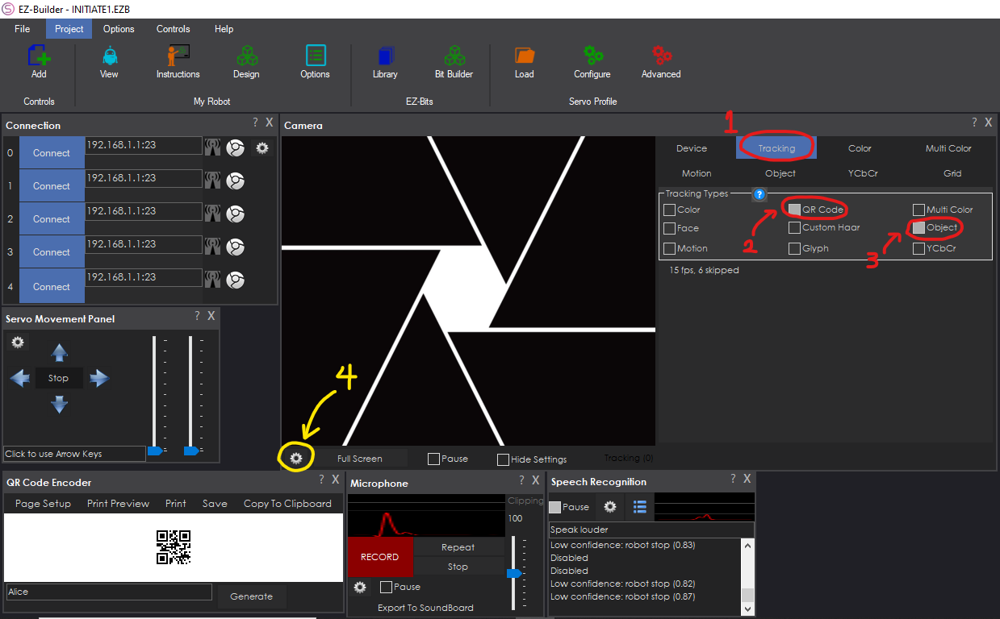 EZ-Builder - INITIATE1.EZB
File Project Options Controls Help
Add View Instructions Design Options Library Bit Builder Load Configure Advanced
Controls My Robot EZ-Bits Servo Profile
Connection ? X
0 Connect 192.168.1.1:23
1 Connect 192.168.1.1:23
2 Connect 192.168.1.1:23
3 Connect 192.168.1.1:23
4 Connect 192.168.1.1:23
Camera ? X
1
Device Tracking Color Multi Color
Motion Object YCbCr Grid
Tracking Types ?
Color QR Code Multi Color
Face Custom Haar Object
Motion Glyph YCbCr
2 3
15 fps, 6 skipped
4
Full Screen Pause Hide Settings Tracking (0)
Servo Movement Panel ? X
Stop
Click to use Arrow Keys
QR Code Encoder ? X
Page Setup Print Preview Print Save Copy To Clipboard
Alice Generate
Microphone ? X
Clipping
100
RECORD Repeat
Stop
Pause
Export To SoundBoard
Speech Recognition ? X
Pause
Speak louder
Low confidence: robot stop (0.83)
Disabled
Disabled
Low confidence: robot stop (0.82)
Low confidence: robot stop (0.87)